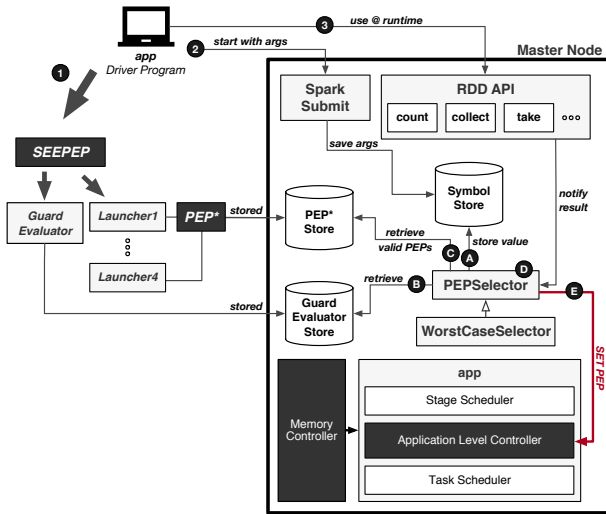 3
use @ runtime
app
Driver Program
2
start with args
Master Node
1
Spark
Submit
RDD API
count
collect
take
SEEPEP
save args
Symbol
Store
notify
result
Guard
Evaluator
Launcher1
PEP*
stored
PEP*
Store
retrieve
valid PEPs
store value
C
A
D
Launcher4
B
retrieve
PEPSelector
E
stored
Guard
Evaluator
Store
WorstCaseSelector
SET PEP
app
Stage Scheduler
Memory
Controller
Application Level Controller
Task Scheduler